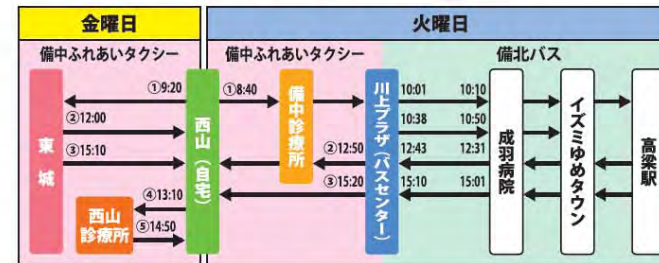 金曜日
火曜日
備中ふれあいタクシー
備中ふれあいタクシー
備北バス
①9:20
②12:00
③15:10
④13:10
⑤14:50
東城
西山診療所
西山(自宅)
①8:40
備中診療所
②12:50
③15:20
川上プラザ(バスセンター)
10:01 10:10
10:38 10:50
12:43 12:31
15:10 15:01
成羽病院
イズミゆめタウン
高梁駅